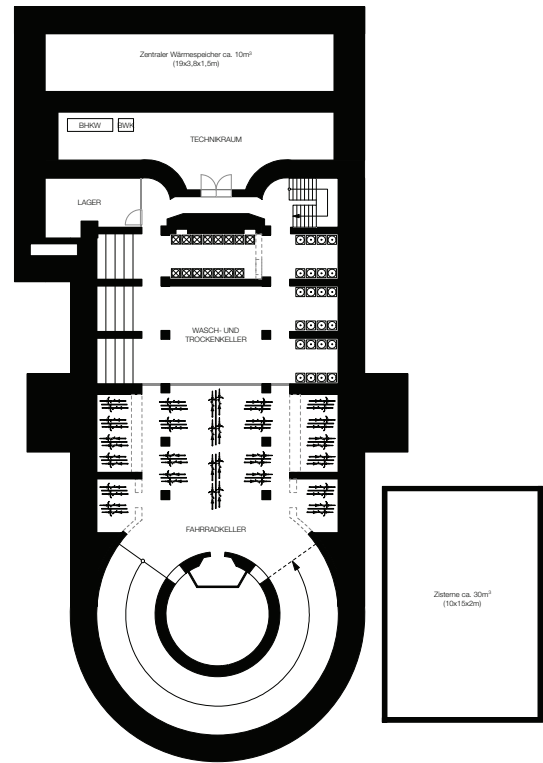 Zentraler Wärmespeicher ca. 10m³
(19x3,8x1,5m)
BHKW
BWK
TECHNIKRAUM
LAGER
WASCH- UND
TROCKENKELLER
FAHRRADKELLER
Zisterne ca. 30m³
(10x15x2m)